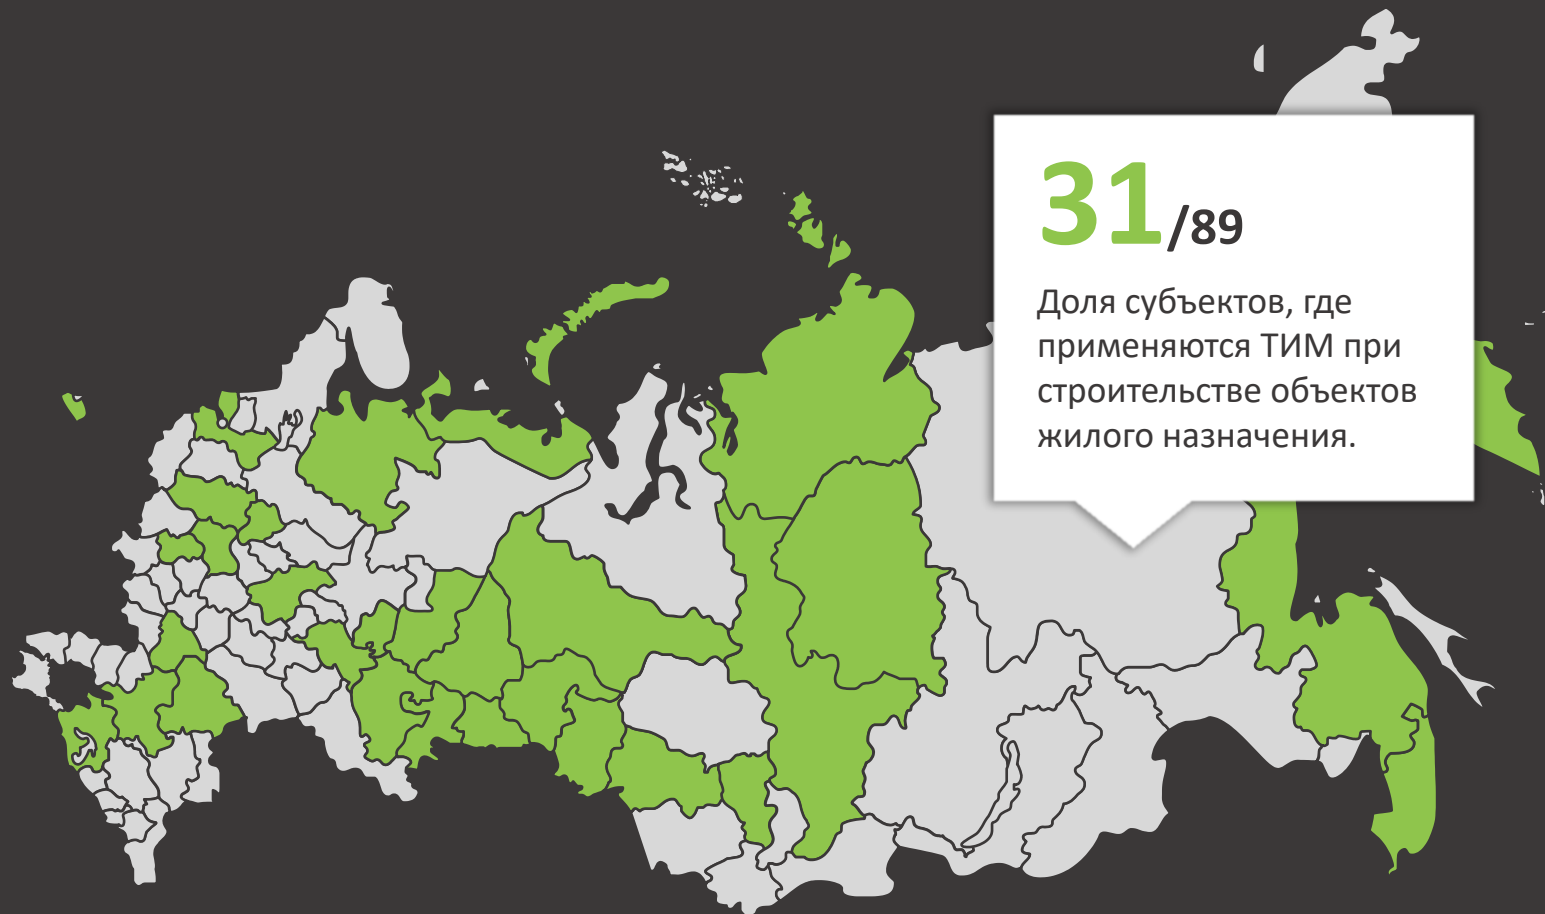 31/89
Доля субъектов, где
применяются ТИМ при
строительстве объектов
жилого назначения.